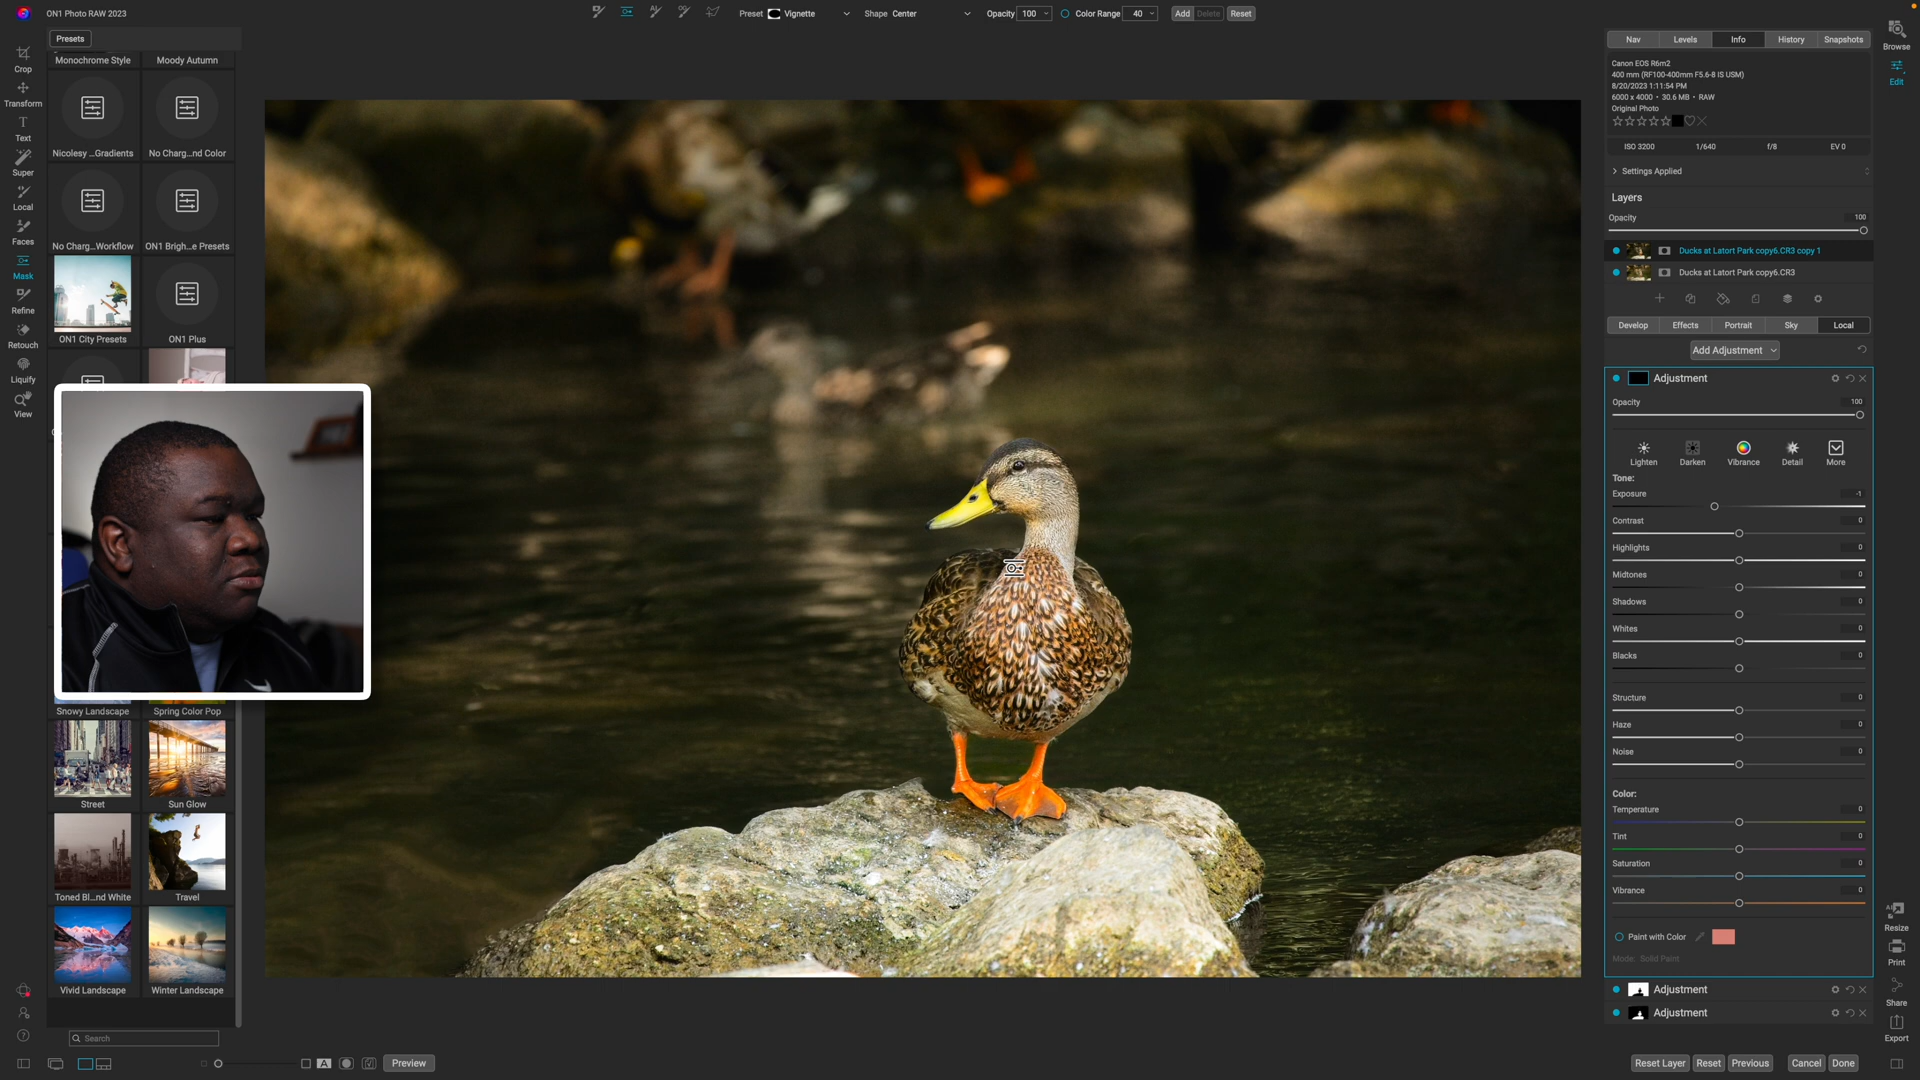 ON1 Photo RAW 2023
Preset Vignette Shape Center Opacity 100 Color Range 40 Add Delete Reset
Presets
Crop
Transform
Text
Super
Local
Faces
Mask
Refine
Retouch
Liquify
View
Monochrome Style Moody Autumn
Nicolesy ...Gradients No Charg...nd Color
No Charg...Workflow ON1 Brigh...e Presets
ON1 City Presets ON1 Plus
Snowy Landscape Spring Color Pop
Street Sun Glow
Toned Bl...nd White Travel
Vivid Landscape Winter Landscape
Search
A
Preview
Nav Levels Info History Snapshots
Canon EOS R6m2
400 mm (RF100-400mm F5.6-8 IS USM)
8/20/2023 1:11:54 PM
6000 x 4000 • 30.6 MB • RAW
Original Photo
ISO 3200 1/640 f/8 EV 0
Settings Applied
Layers
Opacity 100
Ducks at Latort Park copy6.CR3 copy 1
Ducks at Latort Park copy6.CR3
Develop Effects Portrait Sky Local
Add Adjustment
Adjustment
Opacity 100
Lighten Darken Vibrance Detail More
Tone:
Exposure -1
Contrast 0
Highlights 0
Midtones 0
Shadows 0
Whites 0
Blacks 0
Structure 0
Haze 0
Noise 0
Color:
Temperature 0
Tint 0
Saturation 0
Vibrance 0
Paint with Color
Mode: Solid Paint
Adjustment
Adjustment
Reset Layer Reset Previous Cancel Done
Browse
Edit
AI
Resize
Print
Share
Export